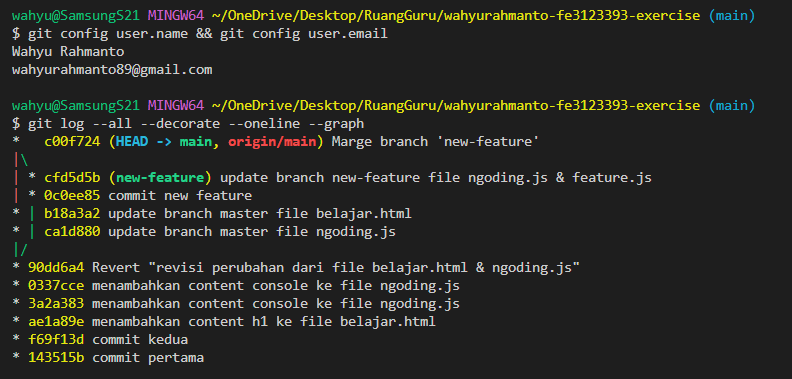 wahyu@SamsungS21 MINGW64 ~/OneDrive/Desktop/RuangGuru/wahyurahmanto-fe3123393-exercise (main)
$ git config user.name && git config user.email
Wahyu Rahmanto
wahyurahmanto89@gmail.com

wahyu@SamsungS21 MINGW64 ~/OneDrive/Desktop/RuangGuru/wahyurahmanto-fe3123393-exercise (main)
$ git log --all --decorate --oneline --graph
*   c00f724 (HEAD -> main, origin/main) Marge branch 'new-feature'
|\
| * cfd5d5b (new-feature) update branch new-feature file ngoding.js & feature.js
| * 0c0ee85 commit new feature
* | b18a3a2 update branch master file belajar.html
* | ca1d880 update branch master file ngoding.js
|/
* 90dd6a4 Revert "revisi perubahan dari file belajar.html & ngoding.js"
* 0337cce menambahkan content console ke file ngoding.js
* 3a2a383 menambahkan content console ke file ngoding.js
* ae1a89e menambahkan content h1 ke file belajar.html
* f69f13d commit kedua
* 143515b commit pertama